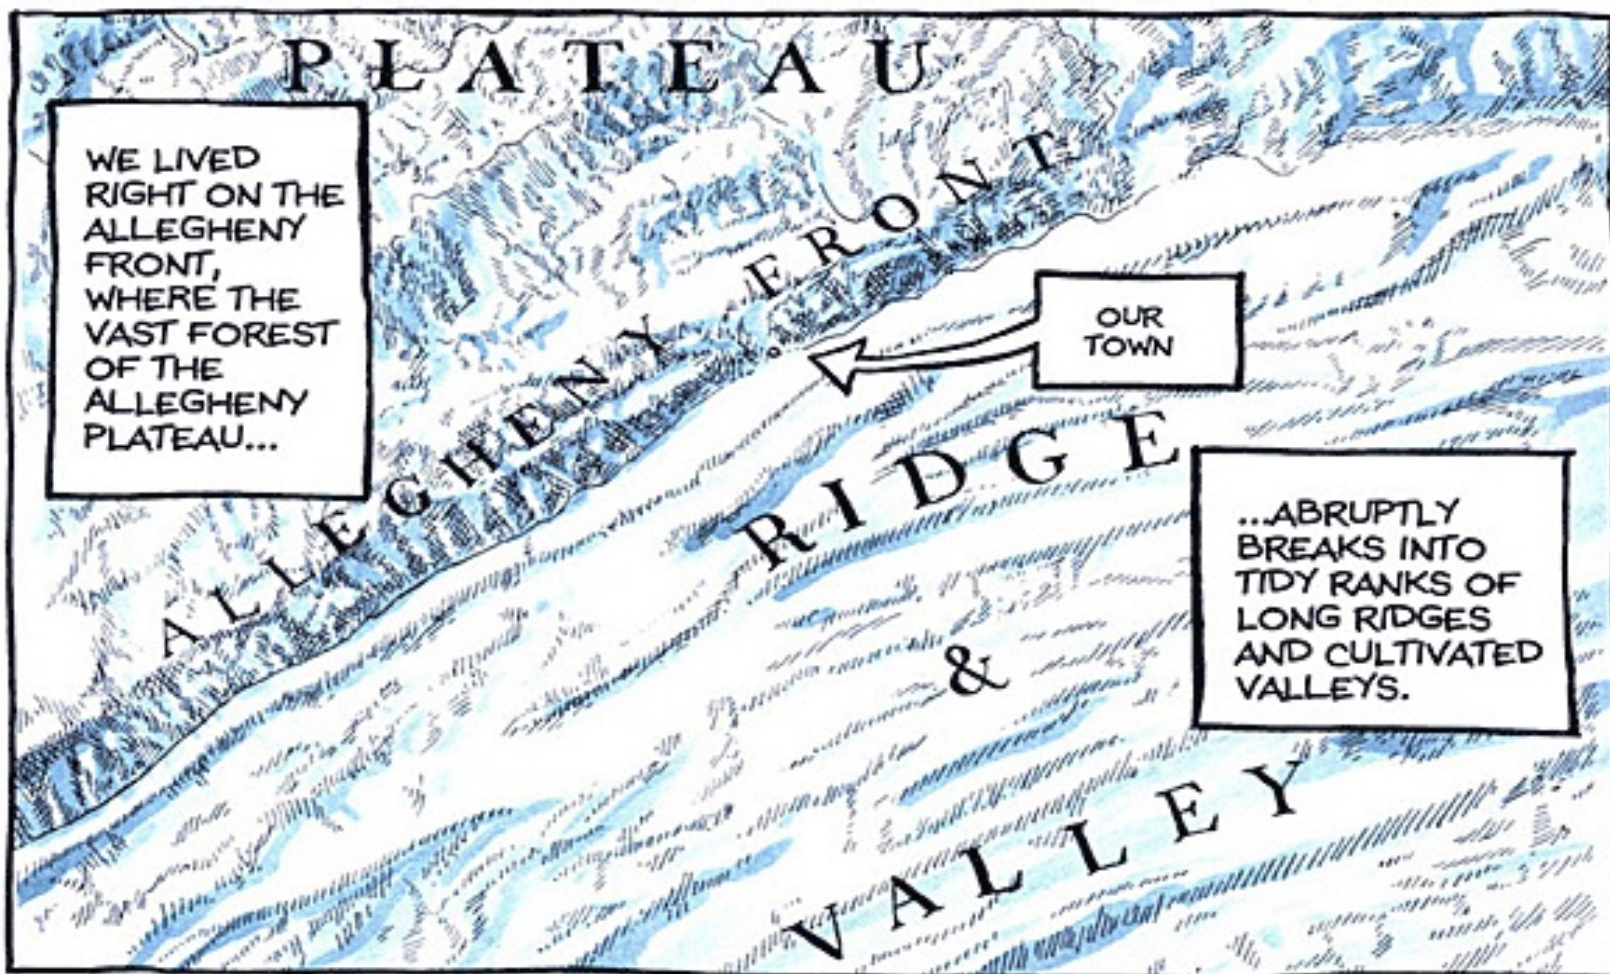 PLATEAU
WE LIVED
RIGHT ON THE
ALLEGHENY
FRONT,
WHERE THE
VAST FOREST
OF THE
ALLEGHENY
PLATEAU...
ALLEGHENY FRONT
OUR
TOWN
RIDGE
&
VALLEY
...ABRUPTLY
BREAKS INTO
TIDY RANKS OF
LONG RIDGES
AND CULTIVATED
VALLEYS.